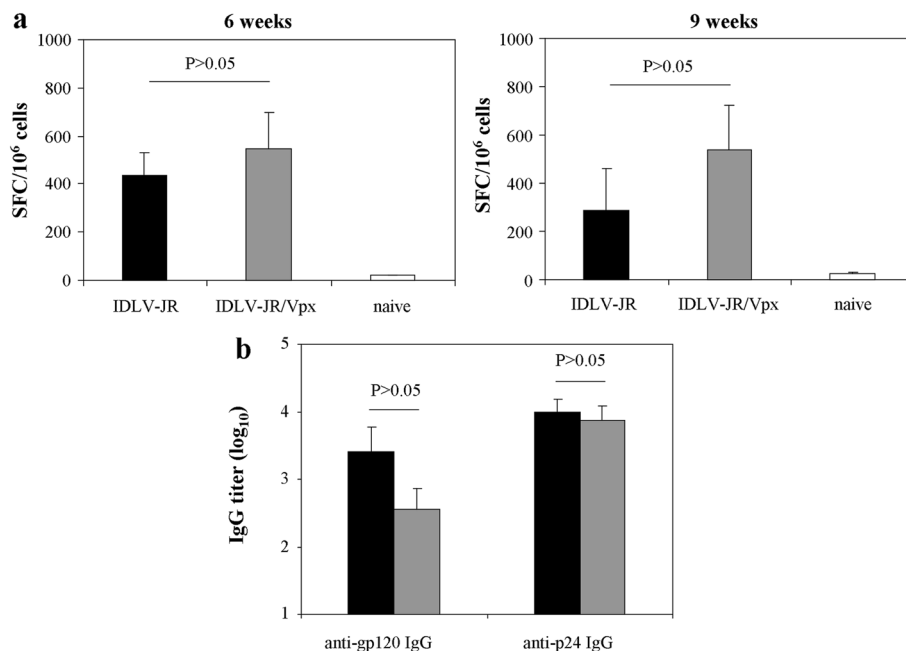 a
6 weeks
9 weeks
1000
800
600
400
200
0
SFC/10⁶ cells
P>0.05
IDLV-JR
IDLV-JR/Vpx
naive
1000
800
600
400
200
0
SFC/10⁶ cells
P>0.05
IDLV-JR
IDLV-JR/Vpx
naive
b
5
4
3
2
1
IgG titer (log₁₀)
P>0.05
P>0.05
anti-gp120 IgG
anti-p24 IgG